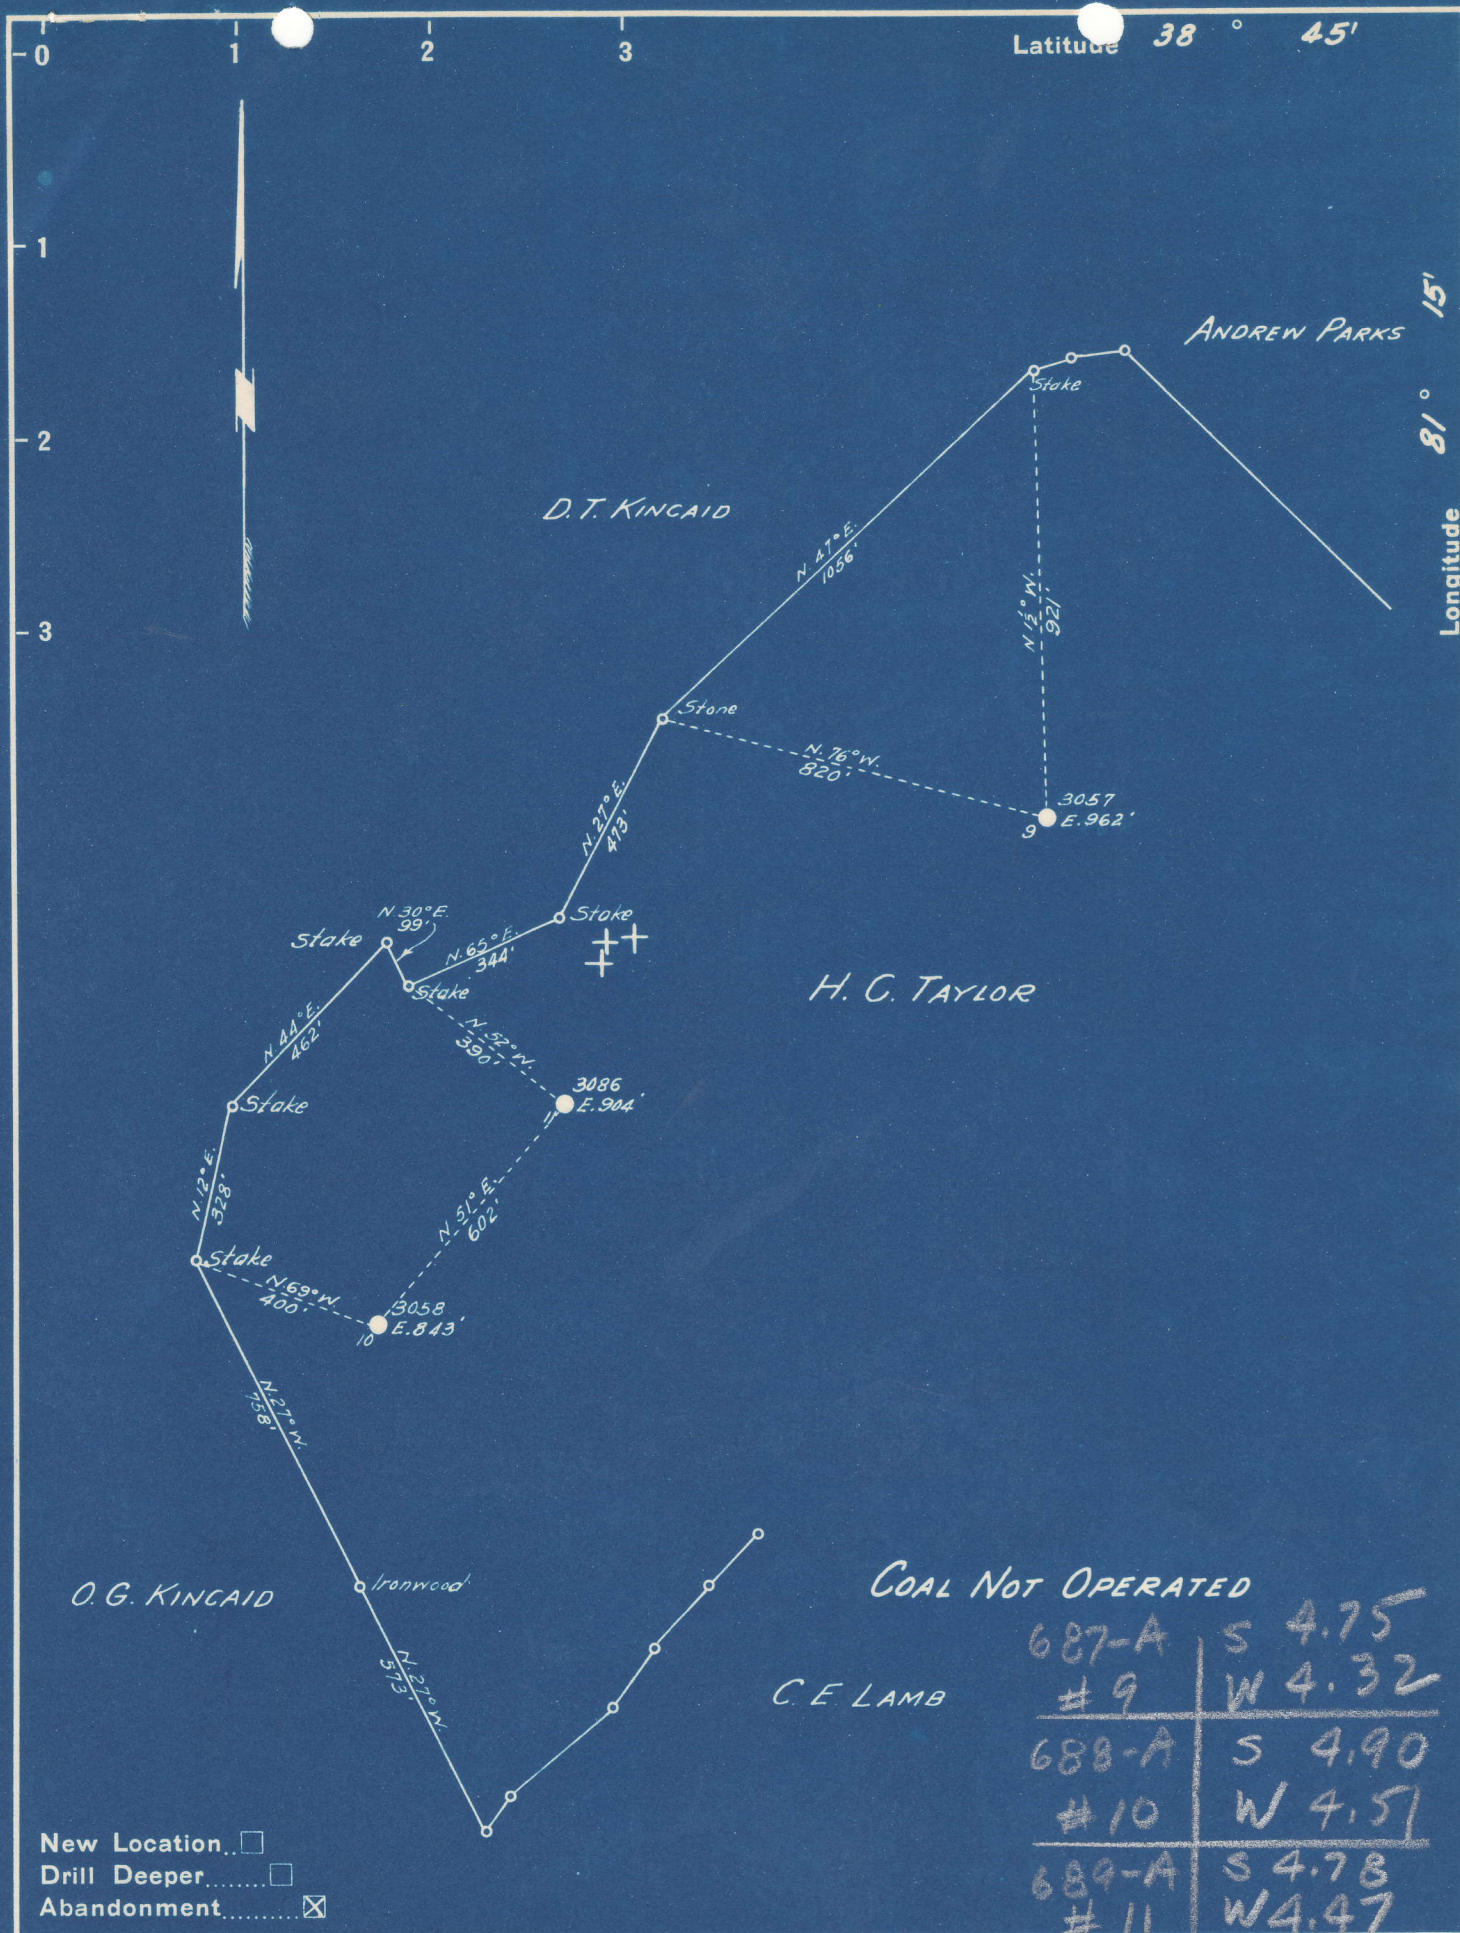 0
1
2
3
Latitude 38 ° 45'
1
2
3
Longitude 81 ° 15'
ANDREW PARKS
Stake
D.T. KINCAID
N. 47° E.
1056'
N 1½° W.
921'
Stone
N. 76° W.
820'
3057
9 E.962'
N. 27° E.
473'
Stake
N. 30° E.
99'
Stake
N. 65° E.
344'
Stake
H. C. TAYLOR
N. 44° E.
462'
N. 52° W.
390'
3086
11 E.904'
Stake
N. 12° E.
328'
N. 51° E.
602'
Stake
N. 69° W.
400'
3058
10 E.843'
N. 27° W.
758'
O. G. KINCAID
Ironwood
COAL NOT OPERATED
N. 27° W.
573'
C. E. LAMB
687-A S 4.75
#9 W 4.32
688-A S 4.90
#10 W 4.51
689-A S 4.78
#11 W 4.47
New Location..
Drill Deeper.......
Abandonment..........